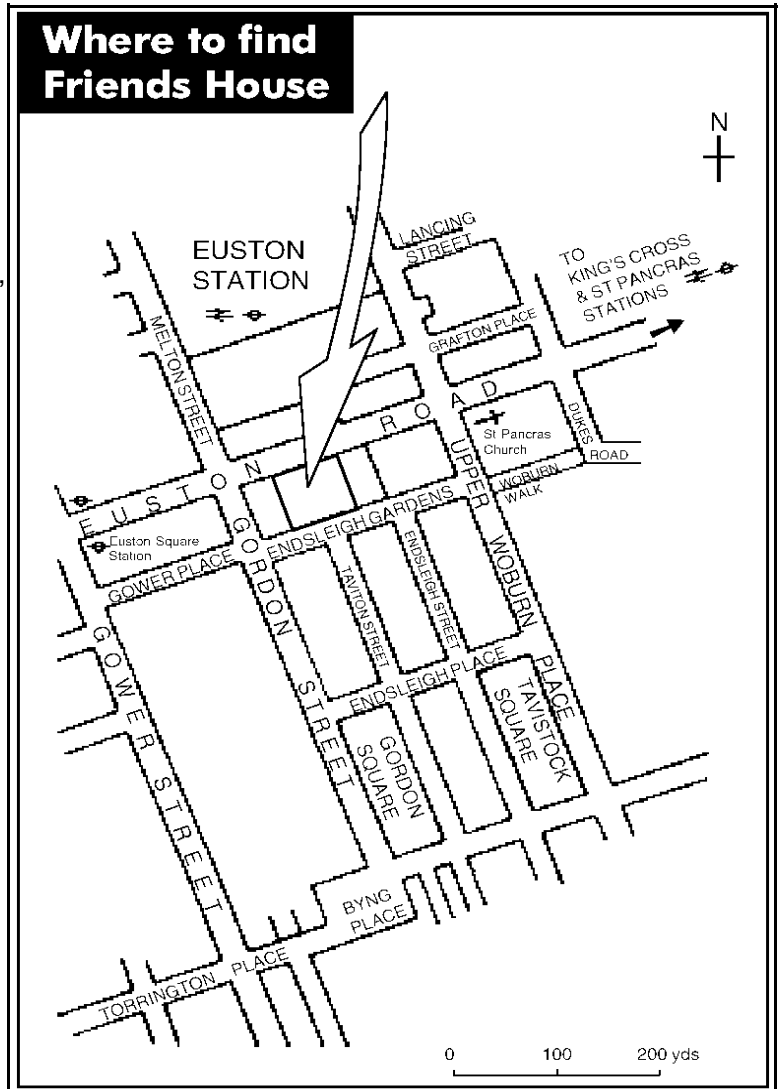 Where to find
Friends House
N
EUSTON
STATION
LANCING
STREET
TO
KING'S CROSS
& ST PANCRAS
STATIONS
MELTON STREET
GRAFTON PLACE
EUSTON ROAD
St Pancras
Church
DUKES
ROAD
UPPER WOBURN PLACE
WOBURN
WALK
Euston Square
Station
GOWER PLACE
ENDSLEIGH GARDENS
GORDON STREET
TAVITON STREET
ENDSLEIGH STREET
GOWER STREET
ENDSLEIGH PLACE
TAVISTOCK
SQUARE
GORDON
SQUARE
BYNG
PLACE
TORRINGTON PLACE
0 100 200 yds